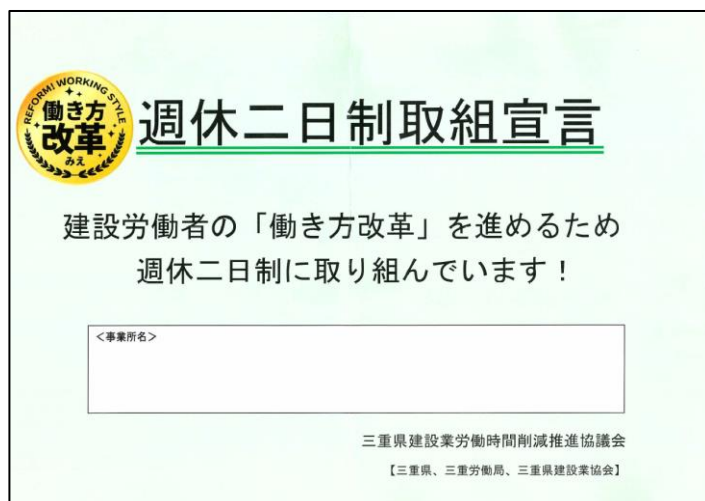 REFORM! WORKING STYLE
働き方
改革
みえ
週休二日制取組宣言
建設労働者の「働き方改革」を進めるため
週休二日制に取り組んでいます！
＜事業所名＞
三重県建設業労働時間削減推進協議会
【三重県、三重労働局、三重県建設業協会】